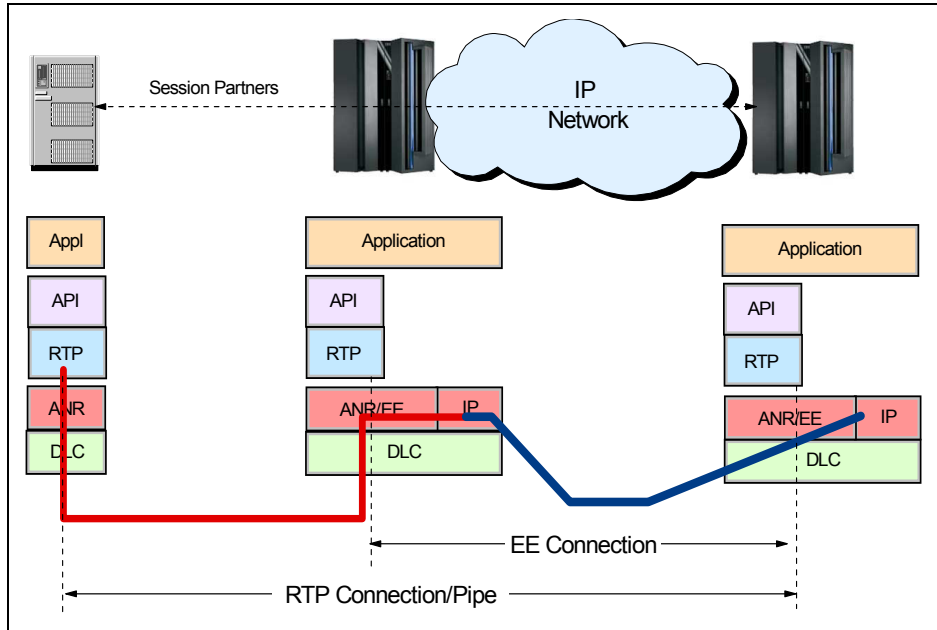 Session Partners
IP
Network
Appl
Application
Application
API
API
API
RTP
RTP
RTP
ANR
ANR/EE
IP
ANR/EE
IP
DLC
DLC
DLC
EE Connection
RTP Connection/Pipe